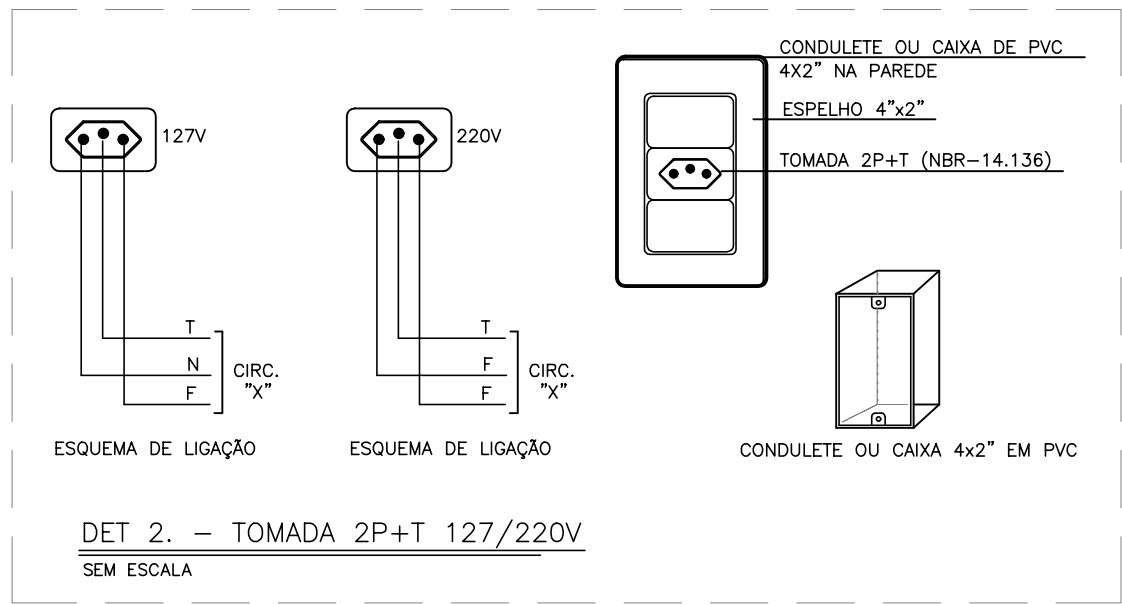 CONDULETE OU CAIXA DE PVC
4X2" NA PAREDE
ESPELHO 4"x2"
TOMADA 2P+T (NBR-14.136)
127V
220V
T
N
F
CIRC.
"X"
T
F
F
CIRC.
"X"
ESQUEMA DE LIGAÇÃO
ESQUEMA DE LIGAÇÃO
CONDULETE OU CAIXA 4x2" EM PVC
DET 2. - TOMADA 2P+T 127/220V
SEM ESCALA